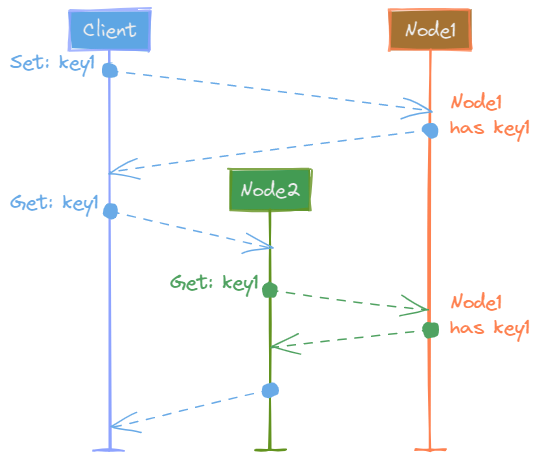 Client
Node1
Set: key1
Node1
has key1
Node2
Get: key1
Get: key1
Node1
has key1